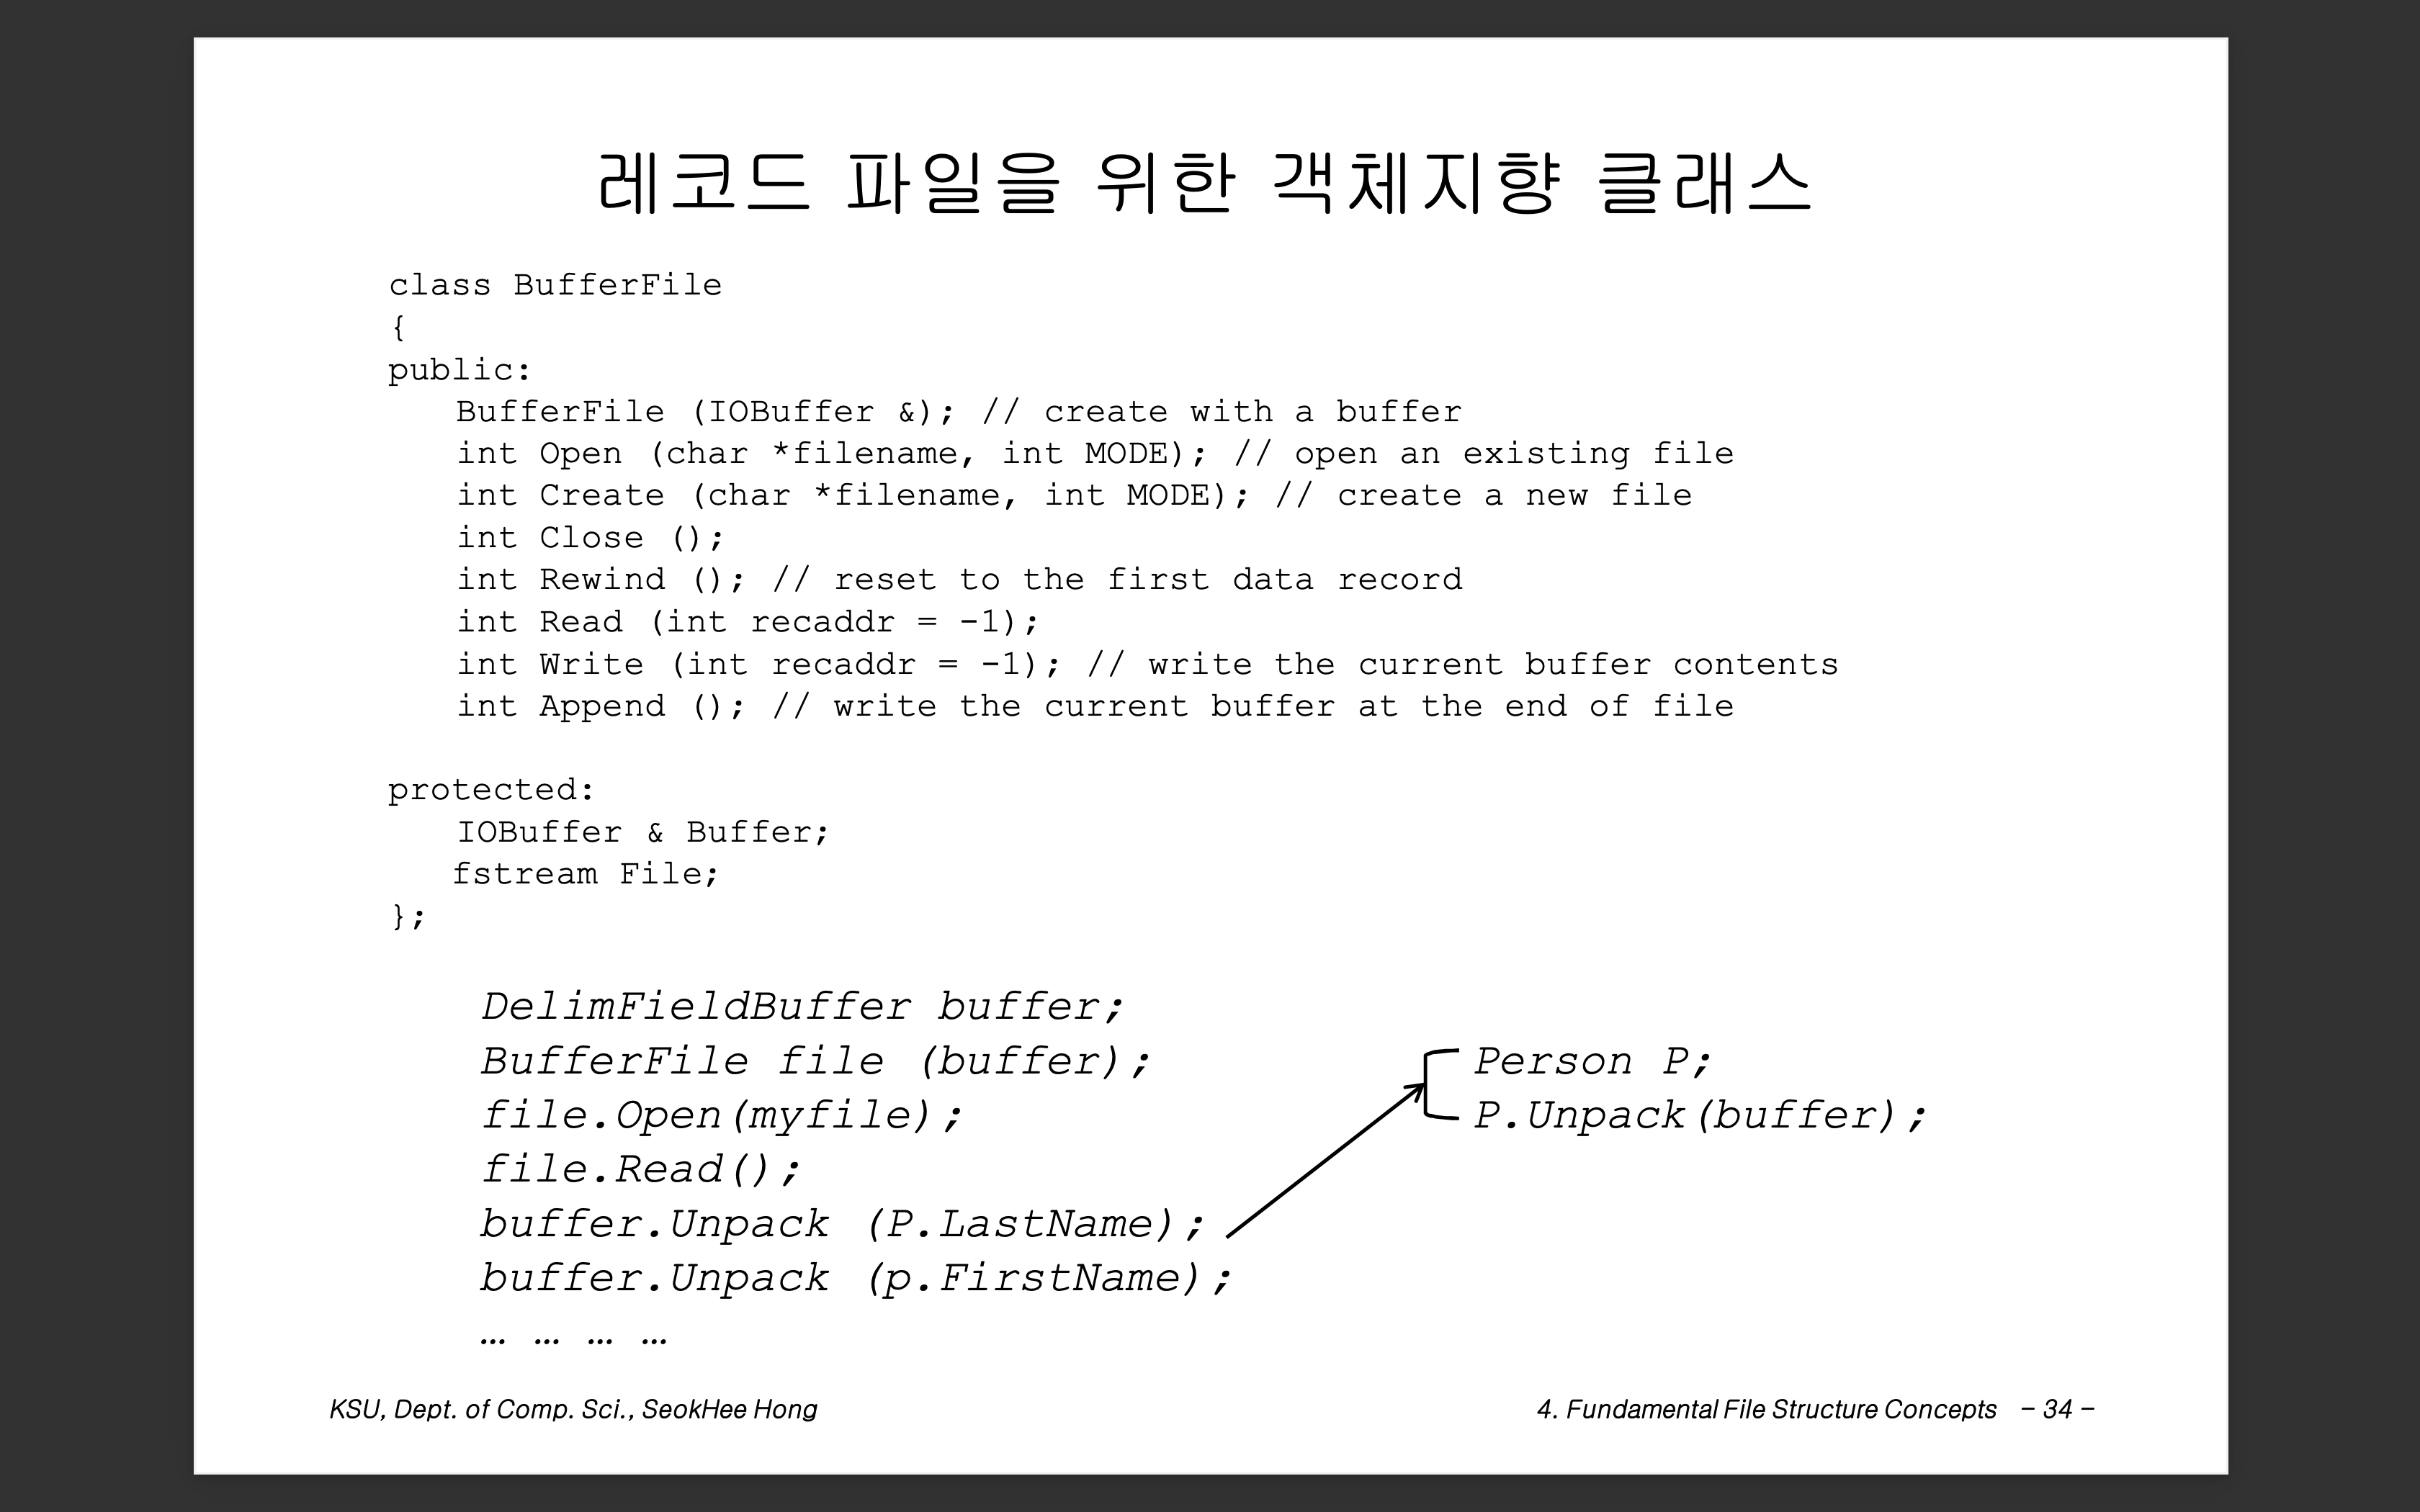 레코드 파일을 위한 객체지향 클래스
class BufferFile
{
public:
BufferFile (IOBuffer &); // create with a buffer
int Open (char *filename, int MODE); // open an existing file
int Create (char *filename, int MODE); // create a new file
int Close ();
int Rewind (); // reset to the first data record
int Read (int recaddr = -1);
int Write (int recaddr = -1); // write the current buffer contents
int Append (); // write the current buffer at the end of file
protected:
IOBuffer & Buffer;
fstream File;
};
DelimFieldBuffer buffer;
BufferFile file (buffer);
file.Open(myfile);
file.Read();
buffer.Unpack (P.LastName);
buffer.Unpack (p.FirstName);
… … … …
Person P;
P.Unpack(buffer);
KSU, Dept. of Comp. Sci., SeokHee Hong
4. Fundamental File Structure Concepts – 34 –